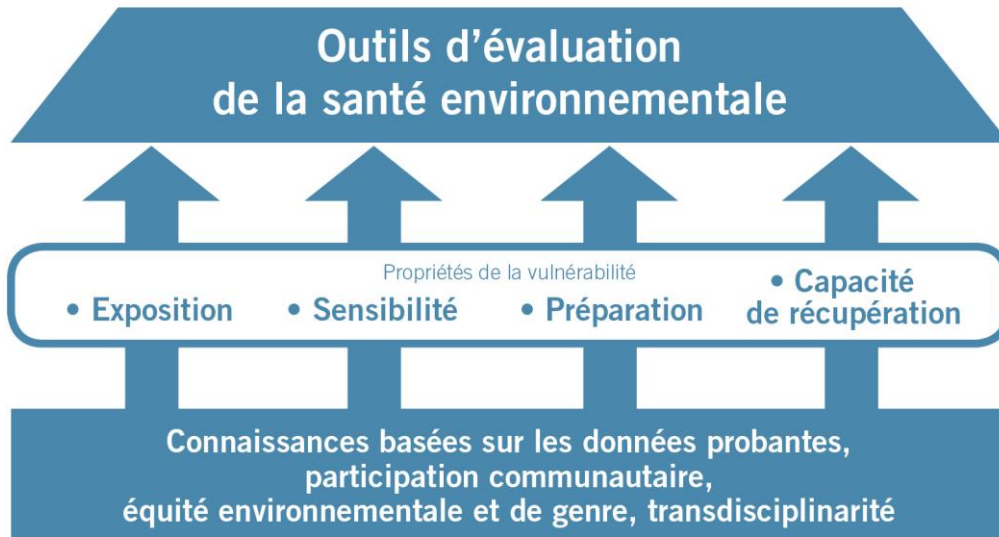 Outils d'évaluation
de la santé environnementale
Propriétés de la vulnérabilité
• Exposition
• Sensibilité
• Préparation
• Capacité
de récupération
Connaissances basées sur les données probantes,
participation communautaire,
équité environnementale et de genre, transdisciplinarité